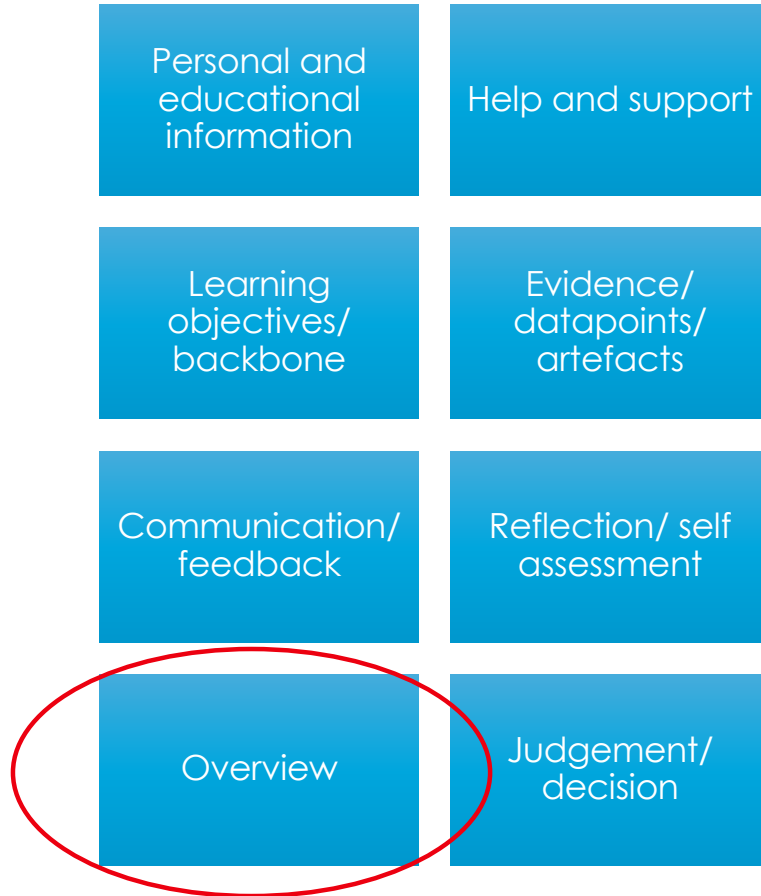 Personal and
educational
information
Help and support
Learning
objectives/
backbone
Evidence/
datapoints/
artefacts
Communication/
feedback
Reflection/ self
assessment
Overview
Judgement/
decision